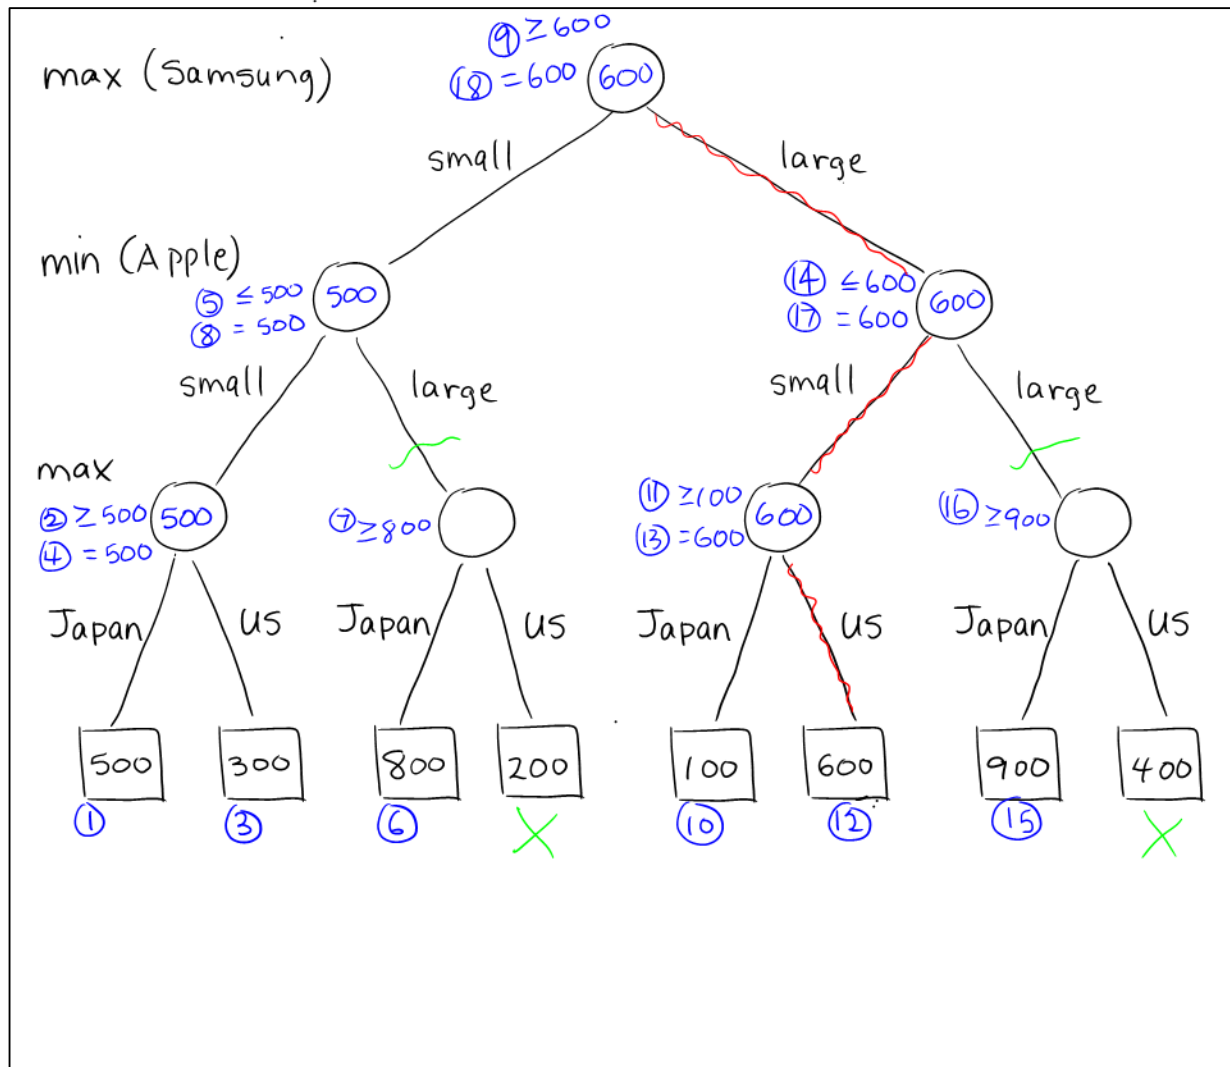 ⑨ ≥ 600
max (Samsung)
⑱ = 600 600
small large
min (Apple)
⑤ ≤ 500 500
⑧ = 500
⑭ ≤ 600 600
⑰ = 600
small large small large
max
② ≥ 500 500
④ = 500
⑦ ≥ 800
⑪ ≥ 100 600
⑬ = 600
⑯ ≥ 900
Japan US Japan US Japan US Japan US
500 300 800 200 100 600 900 400
① ③ ⑥ X ⑩ ⑫ ⑮ X